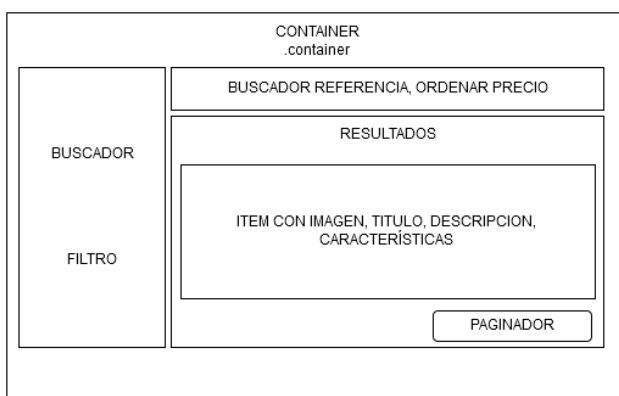 CONTAINER
.container
BUSCADOR
FILTRO
BUSCADOR REFERENCIA, ORDENAR PRECIO
RESULTADOS
ITEM CON IMAGEN, TITULO, DESCRIPCION,
CARACTERÍSTICAS
PAGINADOR